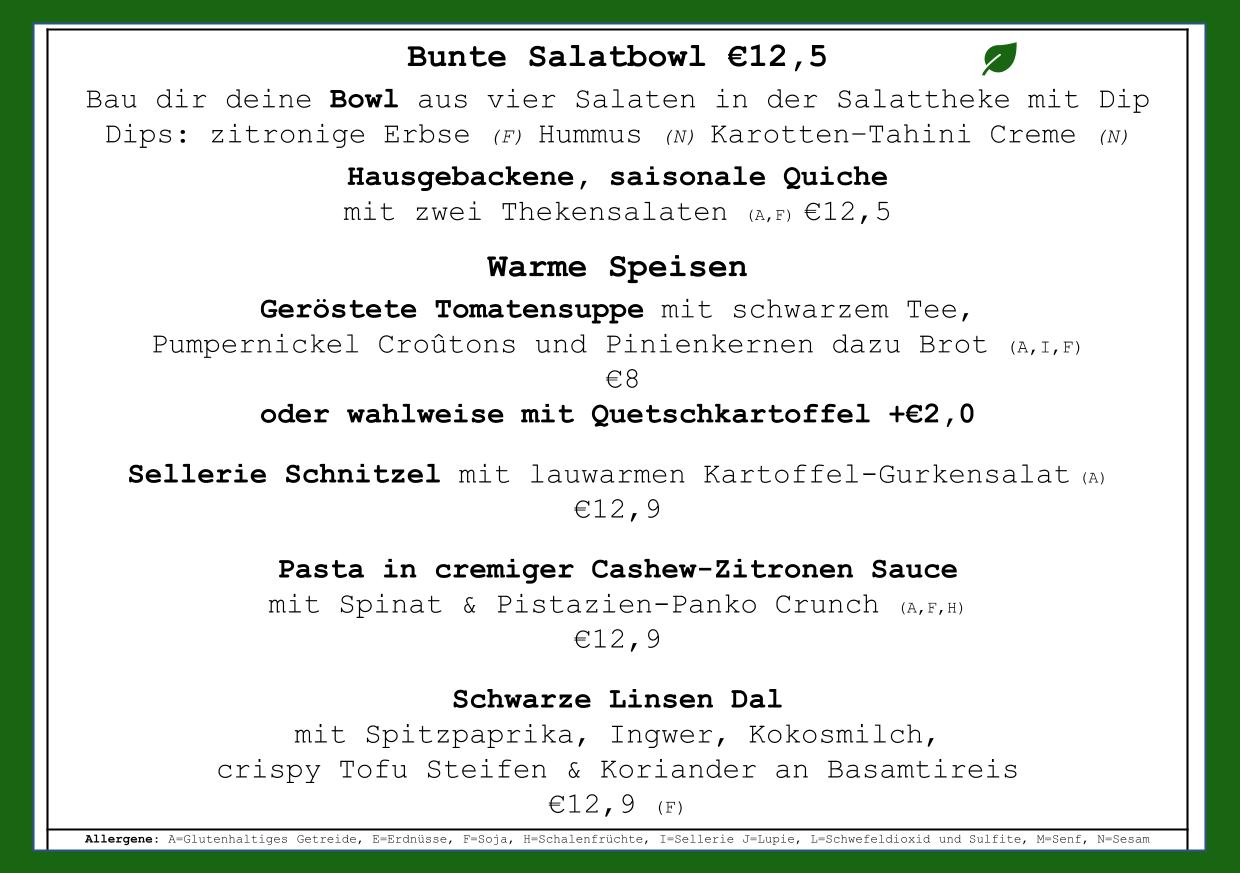 Bunte Salatbowl €12,5
Bau dir deine Bowl aus vier Salaten in der Salattheke mit Dip
Dips: zitronige Erbse (F) Hummus (N) Karotten-Tahini Creme (N)
Hausgebackene, saisonale Quiche
mit zwei Thekensalaten (A,F) €12,5
Warme Speisen
Geröstete Tomatensuppe mit schwarzem Tee,
Pumpernickel Croûtons und Pinienkernen dazu Brot (A,I,F)
€8
oder wahlweise mit Quetschkartoffel +€2,0
Sellerie Schnitzel mit lauwarmen Kartoffel-Gurkensalat (A)
€12,9
Pasta in cremiger Cashew-Zitronen Sauce
mit Spinat & Pistazien-Panko Crunch (A,F,H)
€12,9
Schwarze Linsen Dal
mit Spitzpaprika, Ingwer, Kokosmilch,
crispy Tofu Steifen & Koriander an Basamtireis
€12,9 (F)
Allergene: A=Glutenhaltiges Getreide, E=Erdnüsse, F=Soja, H=Schalenfrüchte, I=Sellerie J=Lupie, L=Schwefeldioxid und Sulfite, M=Senf, N=Sesam